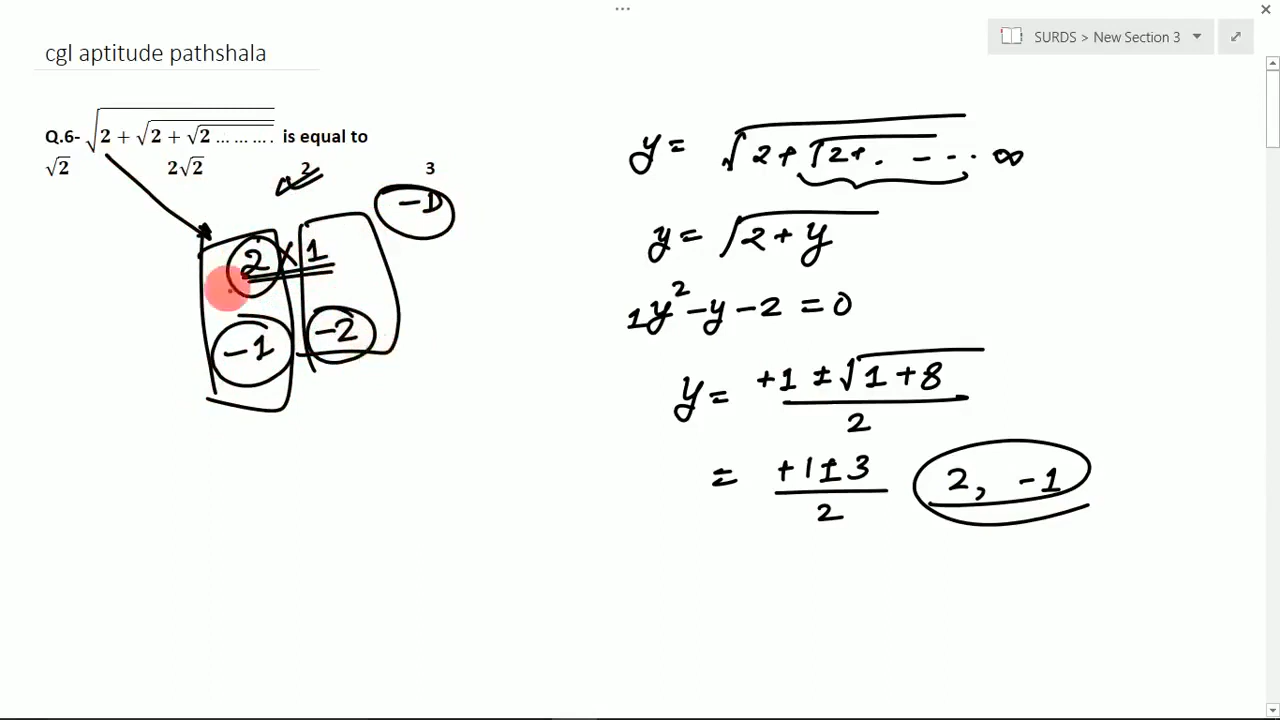 ...
SURDS > New Section 3
cgl aptitude pathshala
Q.6- √2 + √2 + √2 ... ... .... is equal to
√2 2√2 2 3
-D
2 × 1
-1 -2
y = √2 + √2+. - - .. ∞
y = √2 + y
1y² - y - 2 = 0
y = +1 ± √1 + 8 / 2
= +1 ± 3 / 2 2, -1